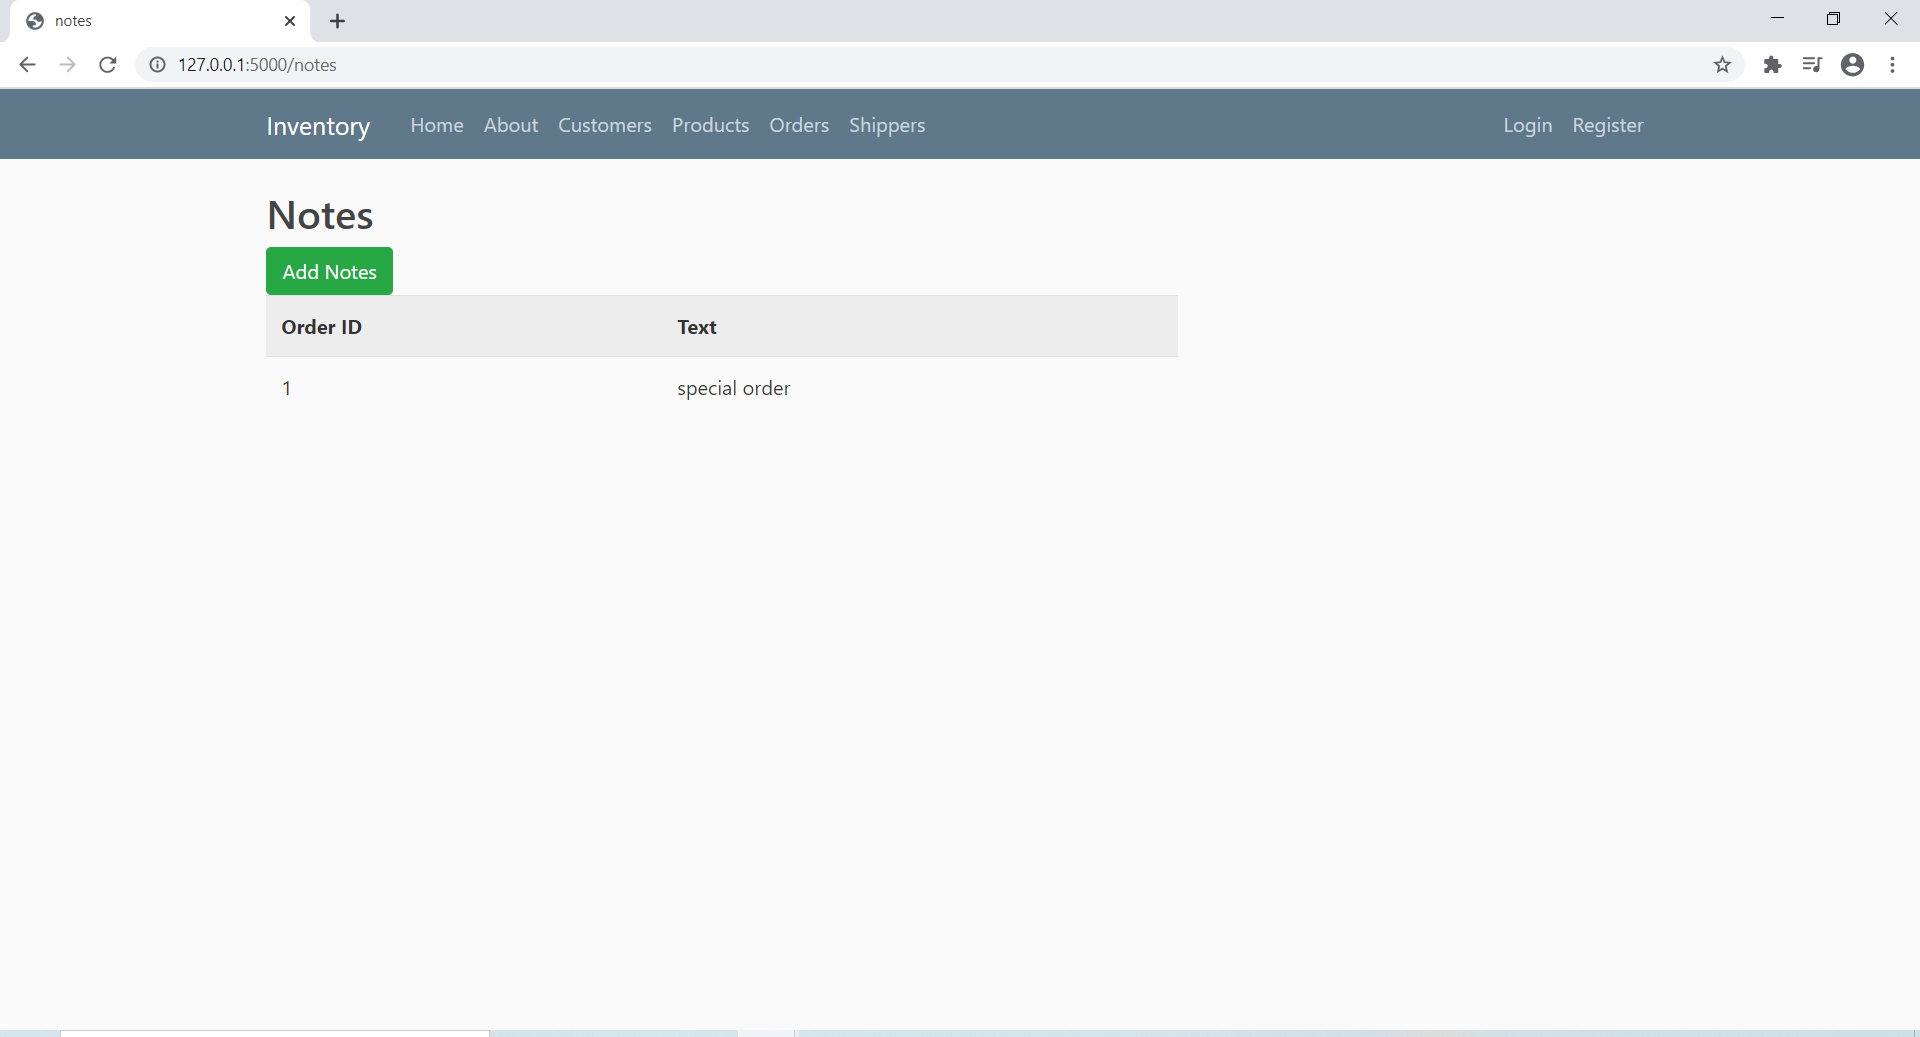 notes
127.0.0.1:5000/notes
Inventory Home About Customers Products Orders Shippers Login Register
Notes
Add Notes
Order ID Text
1 special order